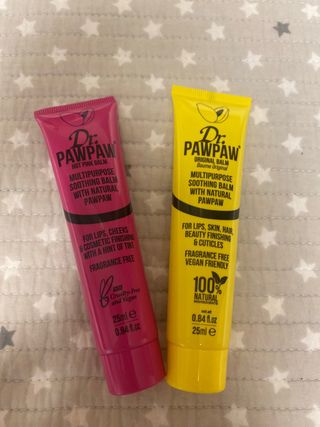 Dr.
PAWPAW
HOT PINK BALM
MULTIPURPOSE
SOOTHING BALM
WITH NATURAL
PAWPAW
FOR LIPS, CHEEKS
& COSMETIC FINISHING
WITH A HINT OF TINT
FRAGRANCE FREE
Cruelty-Free
and Vegan
25ml e
0.84 fl.oz
Dr.
PAWPAW
ORIGINAL BALM
Baume Original
MULTIPURPOSE
SOOTHING BALM
WITH NATURAL
PAWPAW
FOR LIPS, SKIN, HAIR,
BEAUTY FINISHING
& CUTICLES
FRAGRANCE FREE
VEGAN FRIENDLY
100%
NATURAL
INGREDIENTS
0.84 fl.oz
25ml e